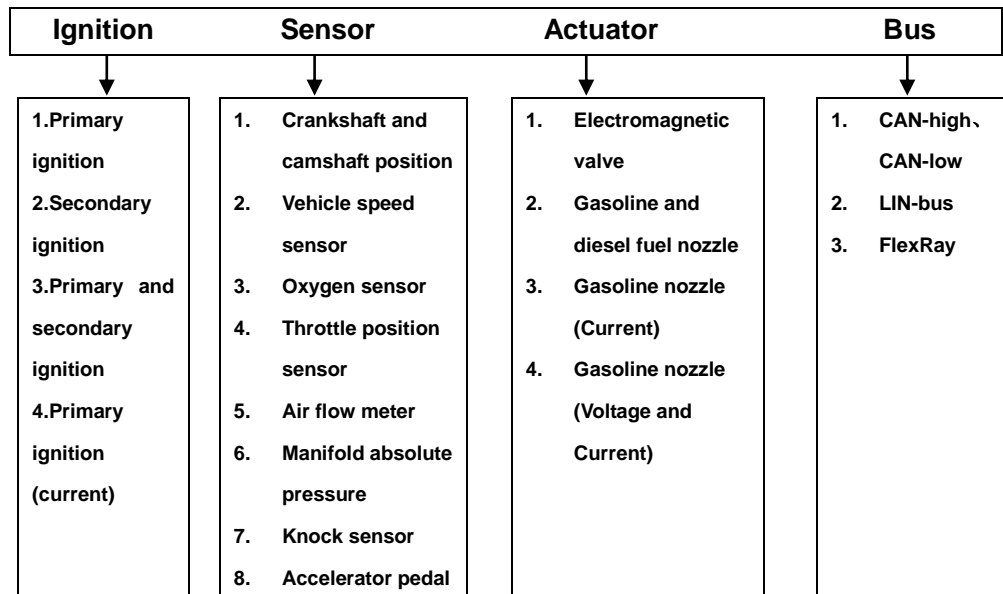 Ignition Sensor Actuator Bus
1.Primary
ignition
2.Secondary
ignition
3.Primary and
secondary
ignition
4.Primary
ignition
(current)
1. Crankshaft and
camshaft position
2. Vehicle speed
sensor
3. Oxygen sensor
4. Throttle position
sensor
5. Air flow meter
6. Manifold absolute
pressure
7. Knock sensor
8. Accelerator pedal
1. Electromagnetic
valve
2. Gasoline and
diesel fuel nozzle
3. Gasoline nozzle
(Current)
4. Gasoline nozzle
(Voltage and
Current)
1. CAN-high、
CAN-low
2. LIN-bus
3. FlexRay